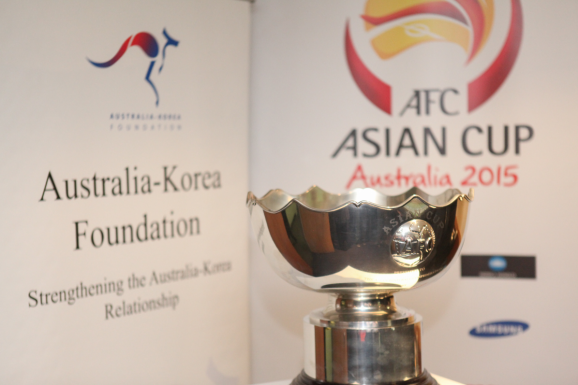 AUSTRALIA-KOREA
FOUNDATION
Australia-Korea
Foundation
Strengthening the Australia-Korea
Relationship
AFC
ASIAN CUP
Australia 2015
ASIAN CUP
AFC
SAMSUNG